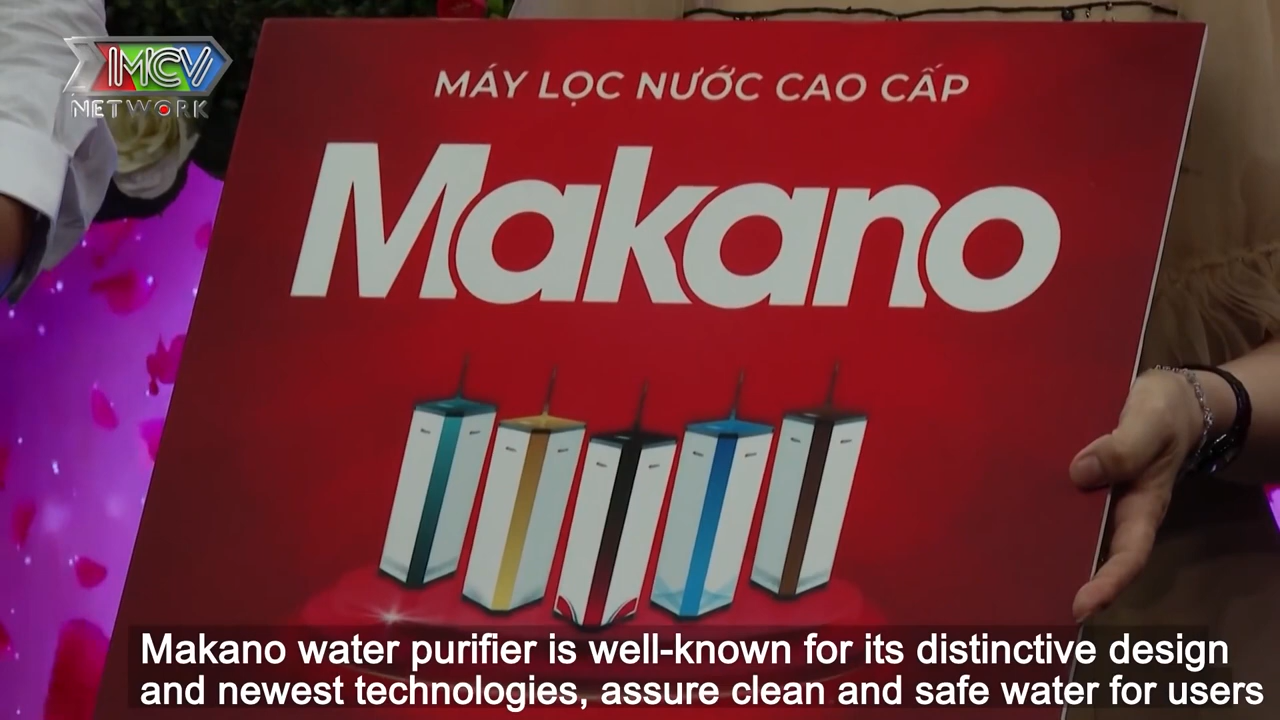 MCV
NETWORK
MÁY LỌC NƯỚC CAO CẤP
Makano
Makano water purifier is well-known for its distinctive design
and newest technologies, assure clean and safe water for users